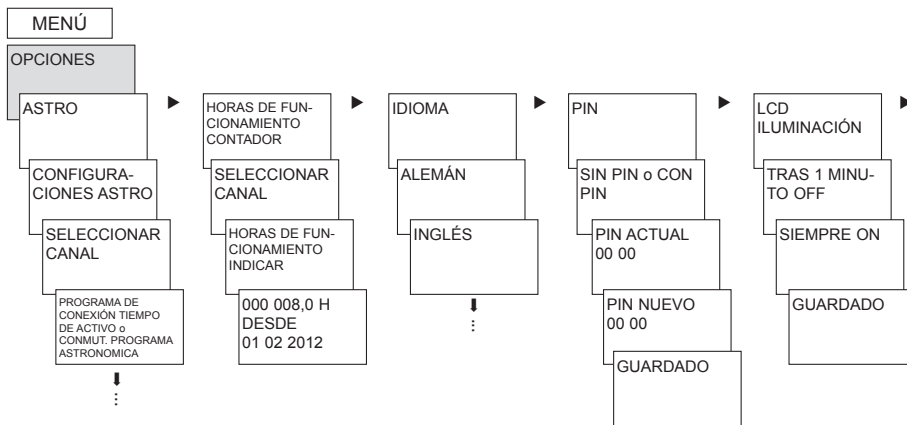 MENÚ
OPCIONES
ASTRO
CONFIGURA-
CIONES ASTRO
SELECCIONAR
CANAL
PROGRAMA DE
CONEXIÓN TIEMPO
DE ACTIVO o
CONMUT. PROGRAMA
ASTRONOMICA
HORAS DE FUN-
CIONAMIENTO
CONTADOR
SELECCIONAR
CANAL
HORAS DE FUN-
CIONAMIENTO
INDICAR
000 008,0 H
DESDE
01 02 2012
IDIOMA
ALEMÁN
INGLÉS
PIN
SIN PIN o CON
PIN
PIN ACTUAL
00 00
PIN NUEVO
00 00
GUARDADO
LCD
ILUMINACIÓN
TRAS 1 MINU-
TO OFF
SIEMPRE ON
GUARDADO